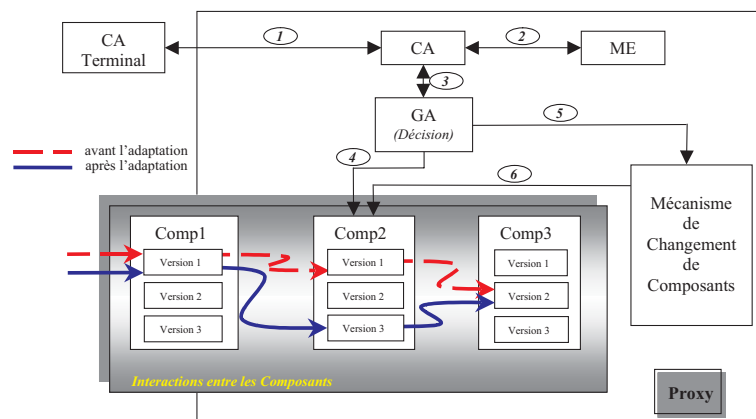 CA
Terminal
1
CA
2
ME
3
GA
(Décision)
5
4
6
avant l'adaptation
après l'adaptation
Mécanisme
de
Changement
de
Composants
Comp1
Version 1
Version 2
Version 3
Comp2
Version 1
Version 2
Version 3
Comp3
Version 1
Version 2
Version 3
Interactions entre les Composants
Proxy